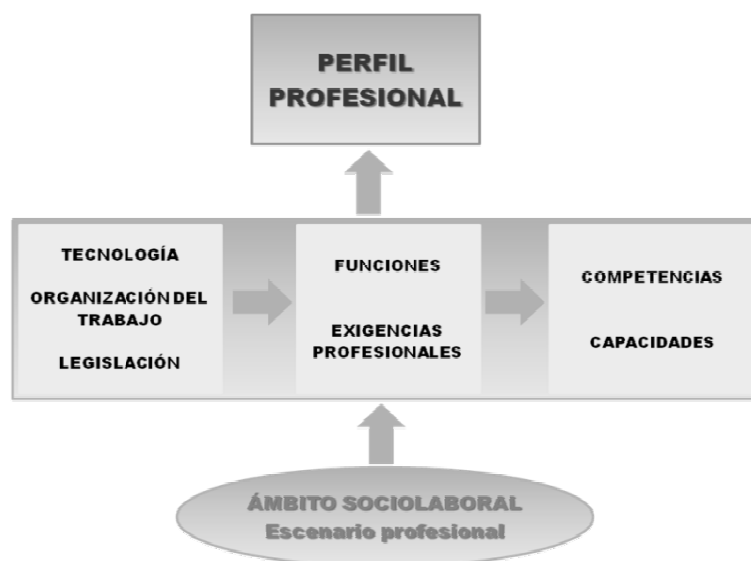 PERFIL
PROFESIONAL
TECNOLOGÍA
ORGANIZACIÓN DEL
TRABAJO
LEGISLACIÓN
FUNCIONES
EXIGENCIAS
PROFESIONALES
COMPETENCIAS
CAPACIDADES
ÁMBITO SOCIOLABORAL
Escenario profesional